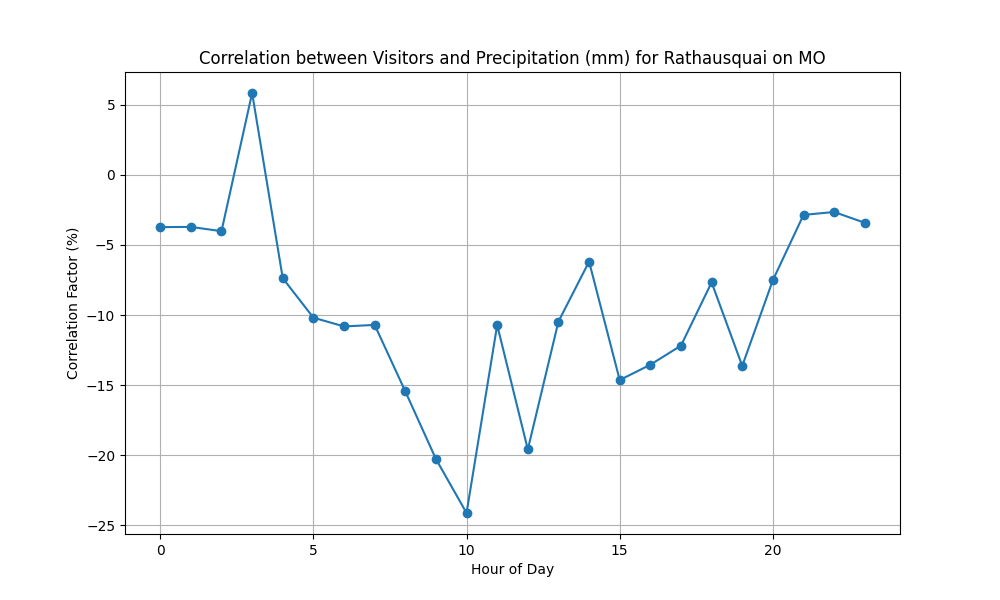 Correlation between Visitors and Precipitation (mm) for Rathausquai on MO
5
0
−5
−10
−15
−20
−25
Correlation Factor (%)
0 5 10 15 20
Hour of Day